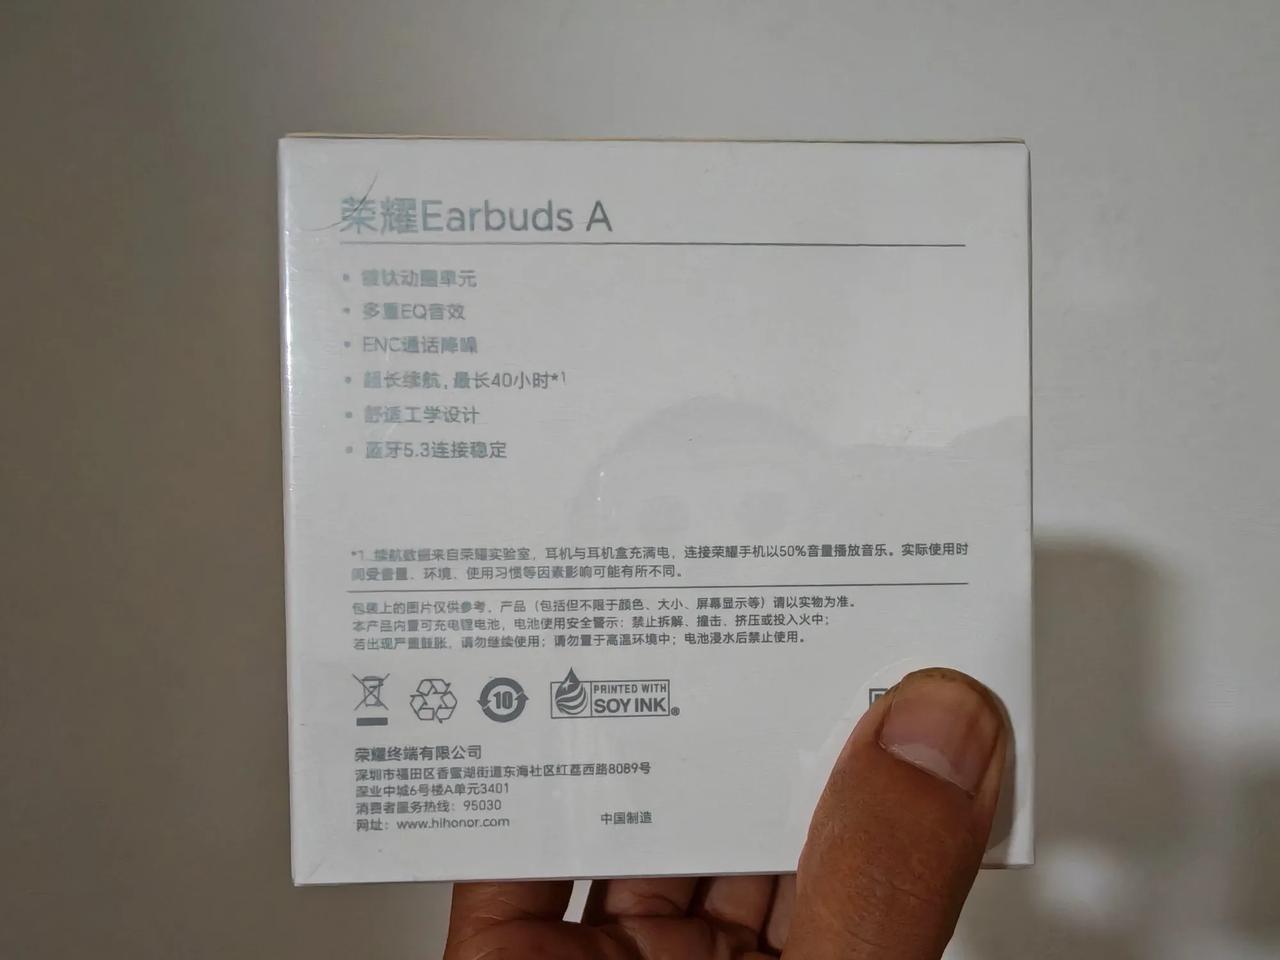 荣耀Earbuds A
• 镀钛动圈单元
• 多重EQ音效
• ENC通话降噪
• 超长续航，最长40小时*1
• 舒适工学设计
• 蓝牙5.3连接稳定
*1 续航数据来自荣耀实验室，耳机与耳机盒充满电，连接荣耀手机以50%音量播放音乐。实际使用时
间受音量、环境、使用习惯等因素影响可能有所不同。
包装上的图片仅供参考，产品（包括但不限于颜色、大小、屏幕显示等）请以实物为准。
本产品内置可充电锂电池，电池使用安全警示：禁止拆解、撞击、挤压或投入火中；
若出现严重鼓胀，请勿继续使用；请勿置于高温环境中；电池浸水后禁止使用。
10
PRINTED WITH
SOY INK®
荣耀终端有限公司
深圳市福田区香蜜湖街道东海社区红荔西路8089号
深业中城6号楼A单元3401
消费者服务热线：95030
网址：www.hihonor.com
中国制造